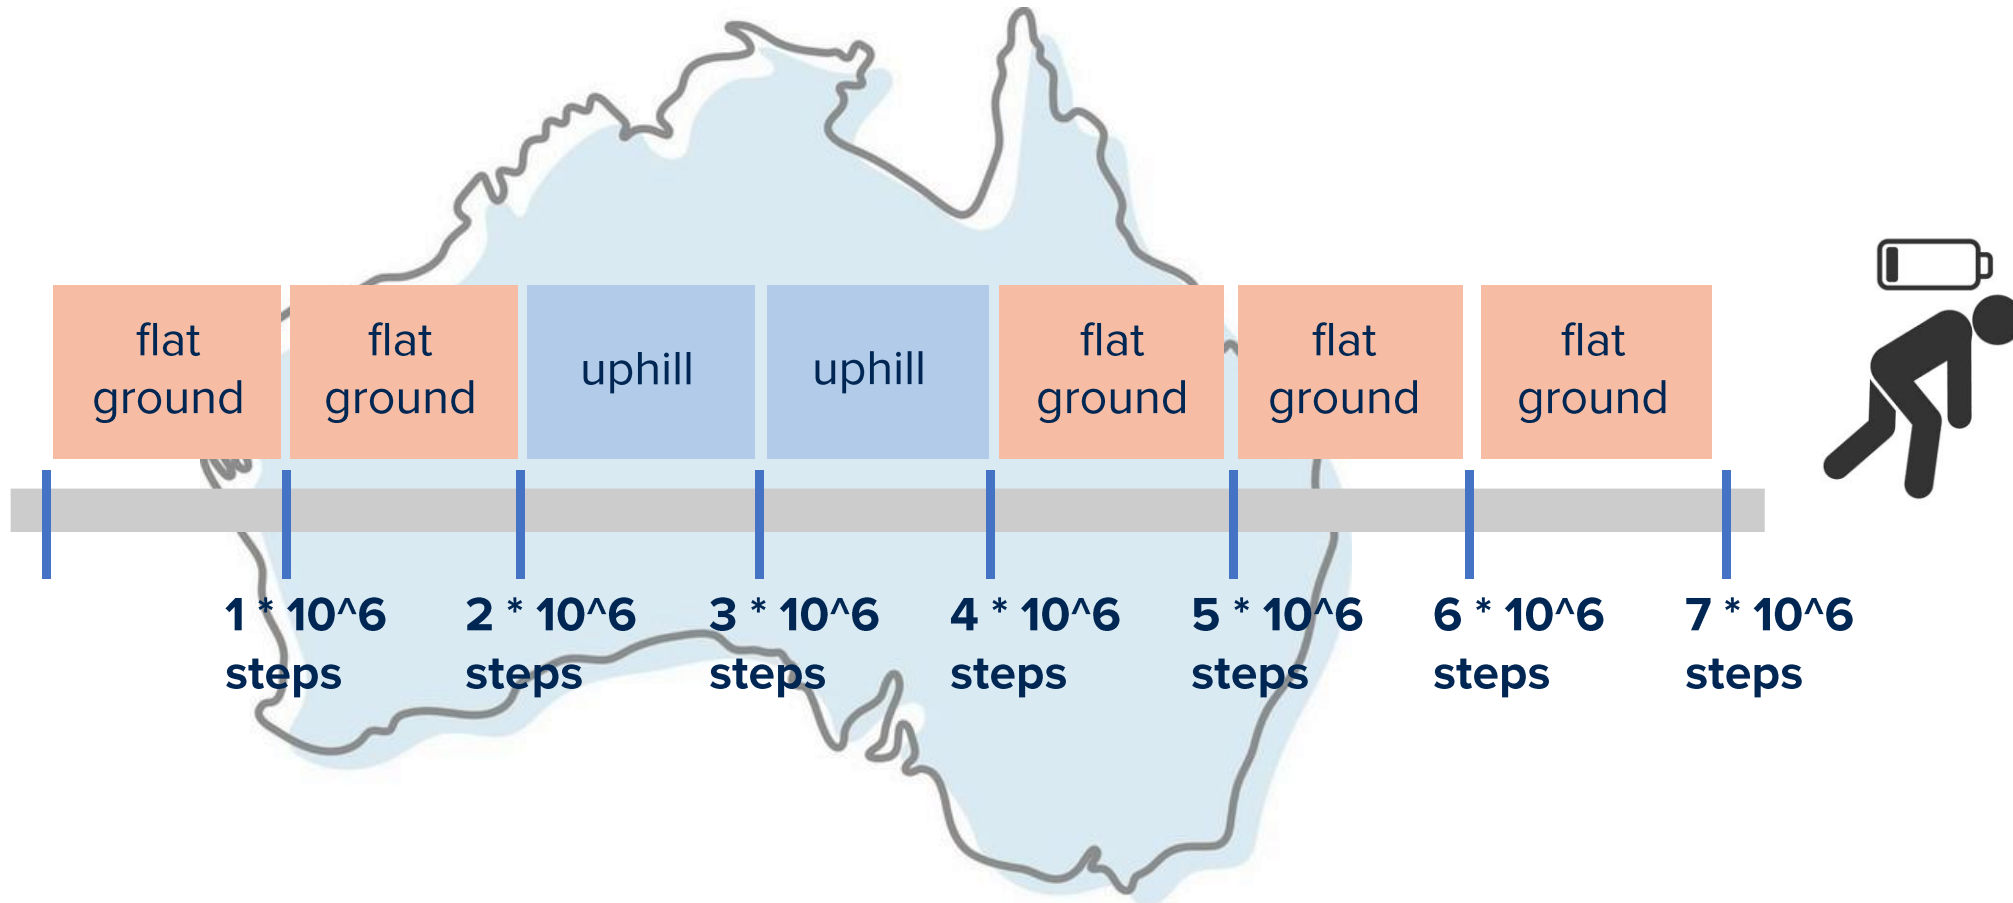 flat
ground
flat
ground
uphill
uphill
flat
ground
flat
ground
flat
ground
1 * 10^6
steps
2 * 10^6
steps
3 * 10^6
steps
4 * 10^6
steps
5 * 10^6
steps
6 * 10^6
steps
7 * 10^6
steps